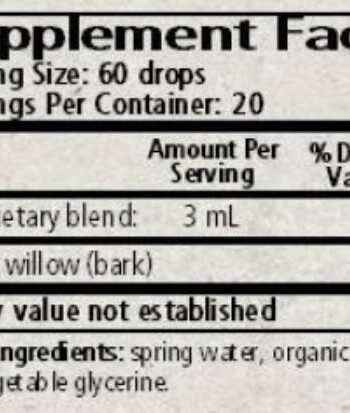 pplement Fac
ng Size: 60 drops
ngs Per Container: 20
Amount Per % D
Serving Va
etary blend: 3 mL
willow (bark)
y value not established
ngredients: spring water, organic
getable glycerine.